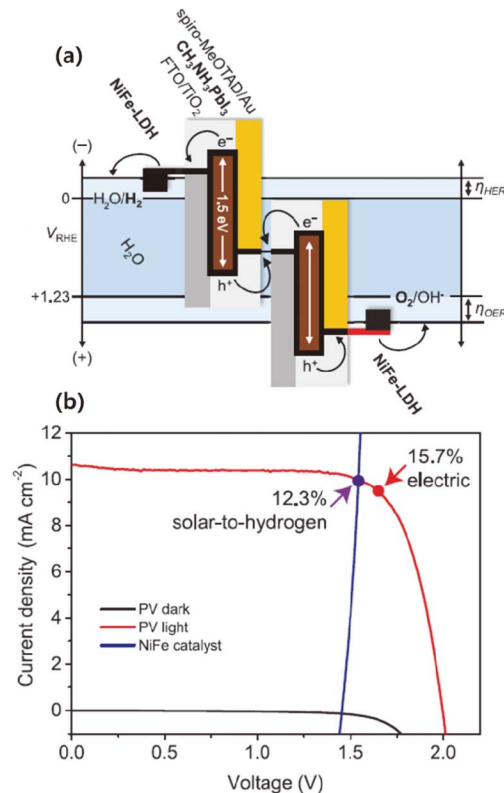 (a)
spiro-MeOTAD/Au
CH₃NH₃PbI₃
FTO/TiO₂
NiFe-LDH
(−)
e⁻
H₂O/H₂
ηHER
0
1.5 eV
VRHE
H₂O
e⁻
h⁺
+1.23
O₂/OH⁻
ηOER
(+)
h⁺
NiFe-LDH
(b)
12
10
8
6
4
2
0
Current density (mA cm⁻²)
15.7%
electric
12.3%
solar-to-hydrogen
PV dark
PV light
NiFe catalyst
0.0 0.5 1.0 1.5 2.0
Voltage (V)